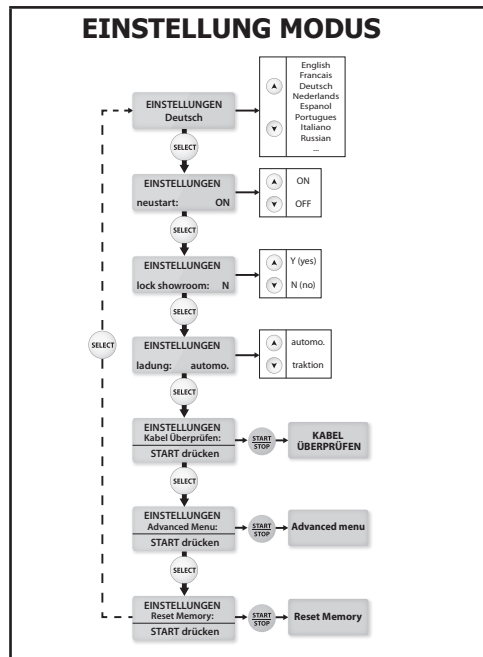 EINSTELLUNG MODUS
EINSTELLUNGEN
Deutsch
English
Francais
Deutsch
Nederlands
Espanol
Portugues
Italiano
Russian
...
SELECT
EINSTELLUNGEN
neustart: ON
ON
OFF
SELECT
EINSTELLUNGEN
lock showroom: N
Y (yes)
N (no)
SELECT
SELECT
EINSTELLUNGEN
ladung: automo.
automo.
traktion
SELECT
EINSTELLUNGEN
Kabel Überprüfen:
START drücken
START
STOP
KABEL
ÜBERPRÜFEN
SELECT
EINSTELLUNGEN
Advanced Menu:
START drücken
START
STOP
Advanced menu
SELECT
EINSTELLUNGEN
Reset Memory:
START drücken
START
STOP
Reset Memory